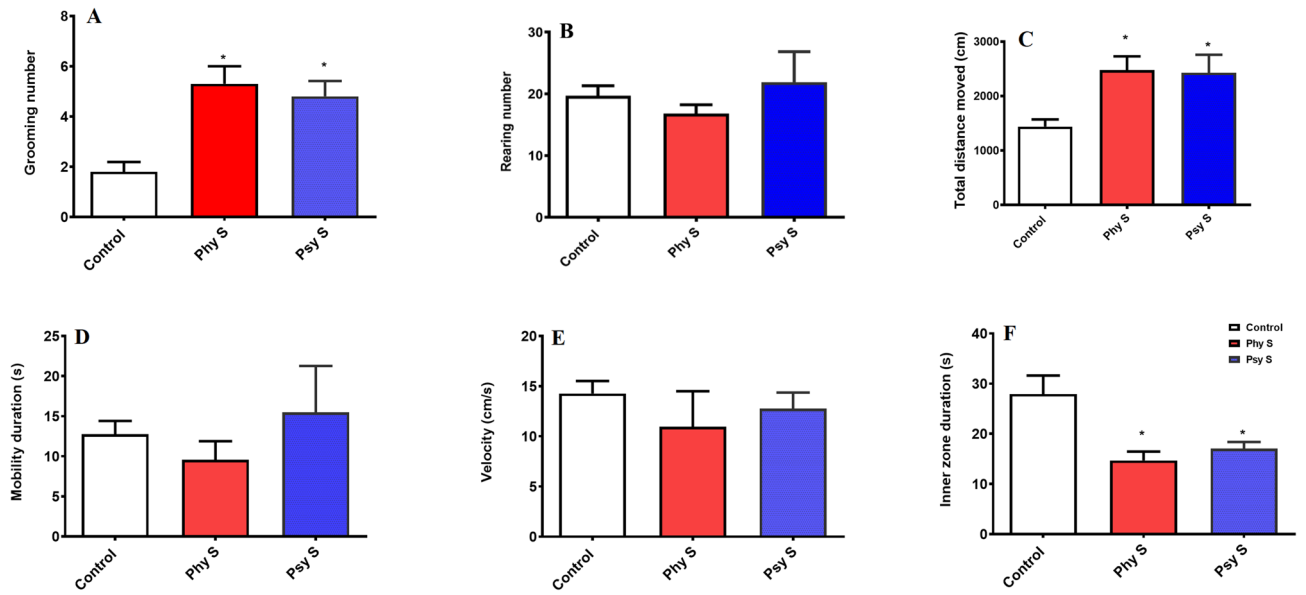 A
Grooming number
8
6
4
2
0
*
*
Control
Phy S
Psy S
B
Rearing number
30
20
10
0
Control
Phy S
Psy S
C
Total distance moved (cm)
3000
2000
1000
0
*
*
Control
Phy S
Psy S
D
Mobility duration (s)
25
20
15
10
5
0
Control
Phy S
Psy S
E
Velocity (cm/s)
20
15
10
5
0
Control
Phy S
Psy S
F
Inner zone duration (s)
40
30
20
10
0
*
*
Control
Phy S
Psy S
Control
Phy S
Psy S